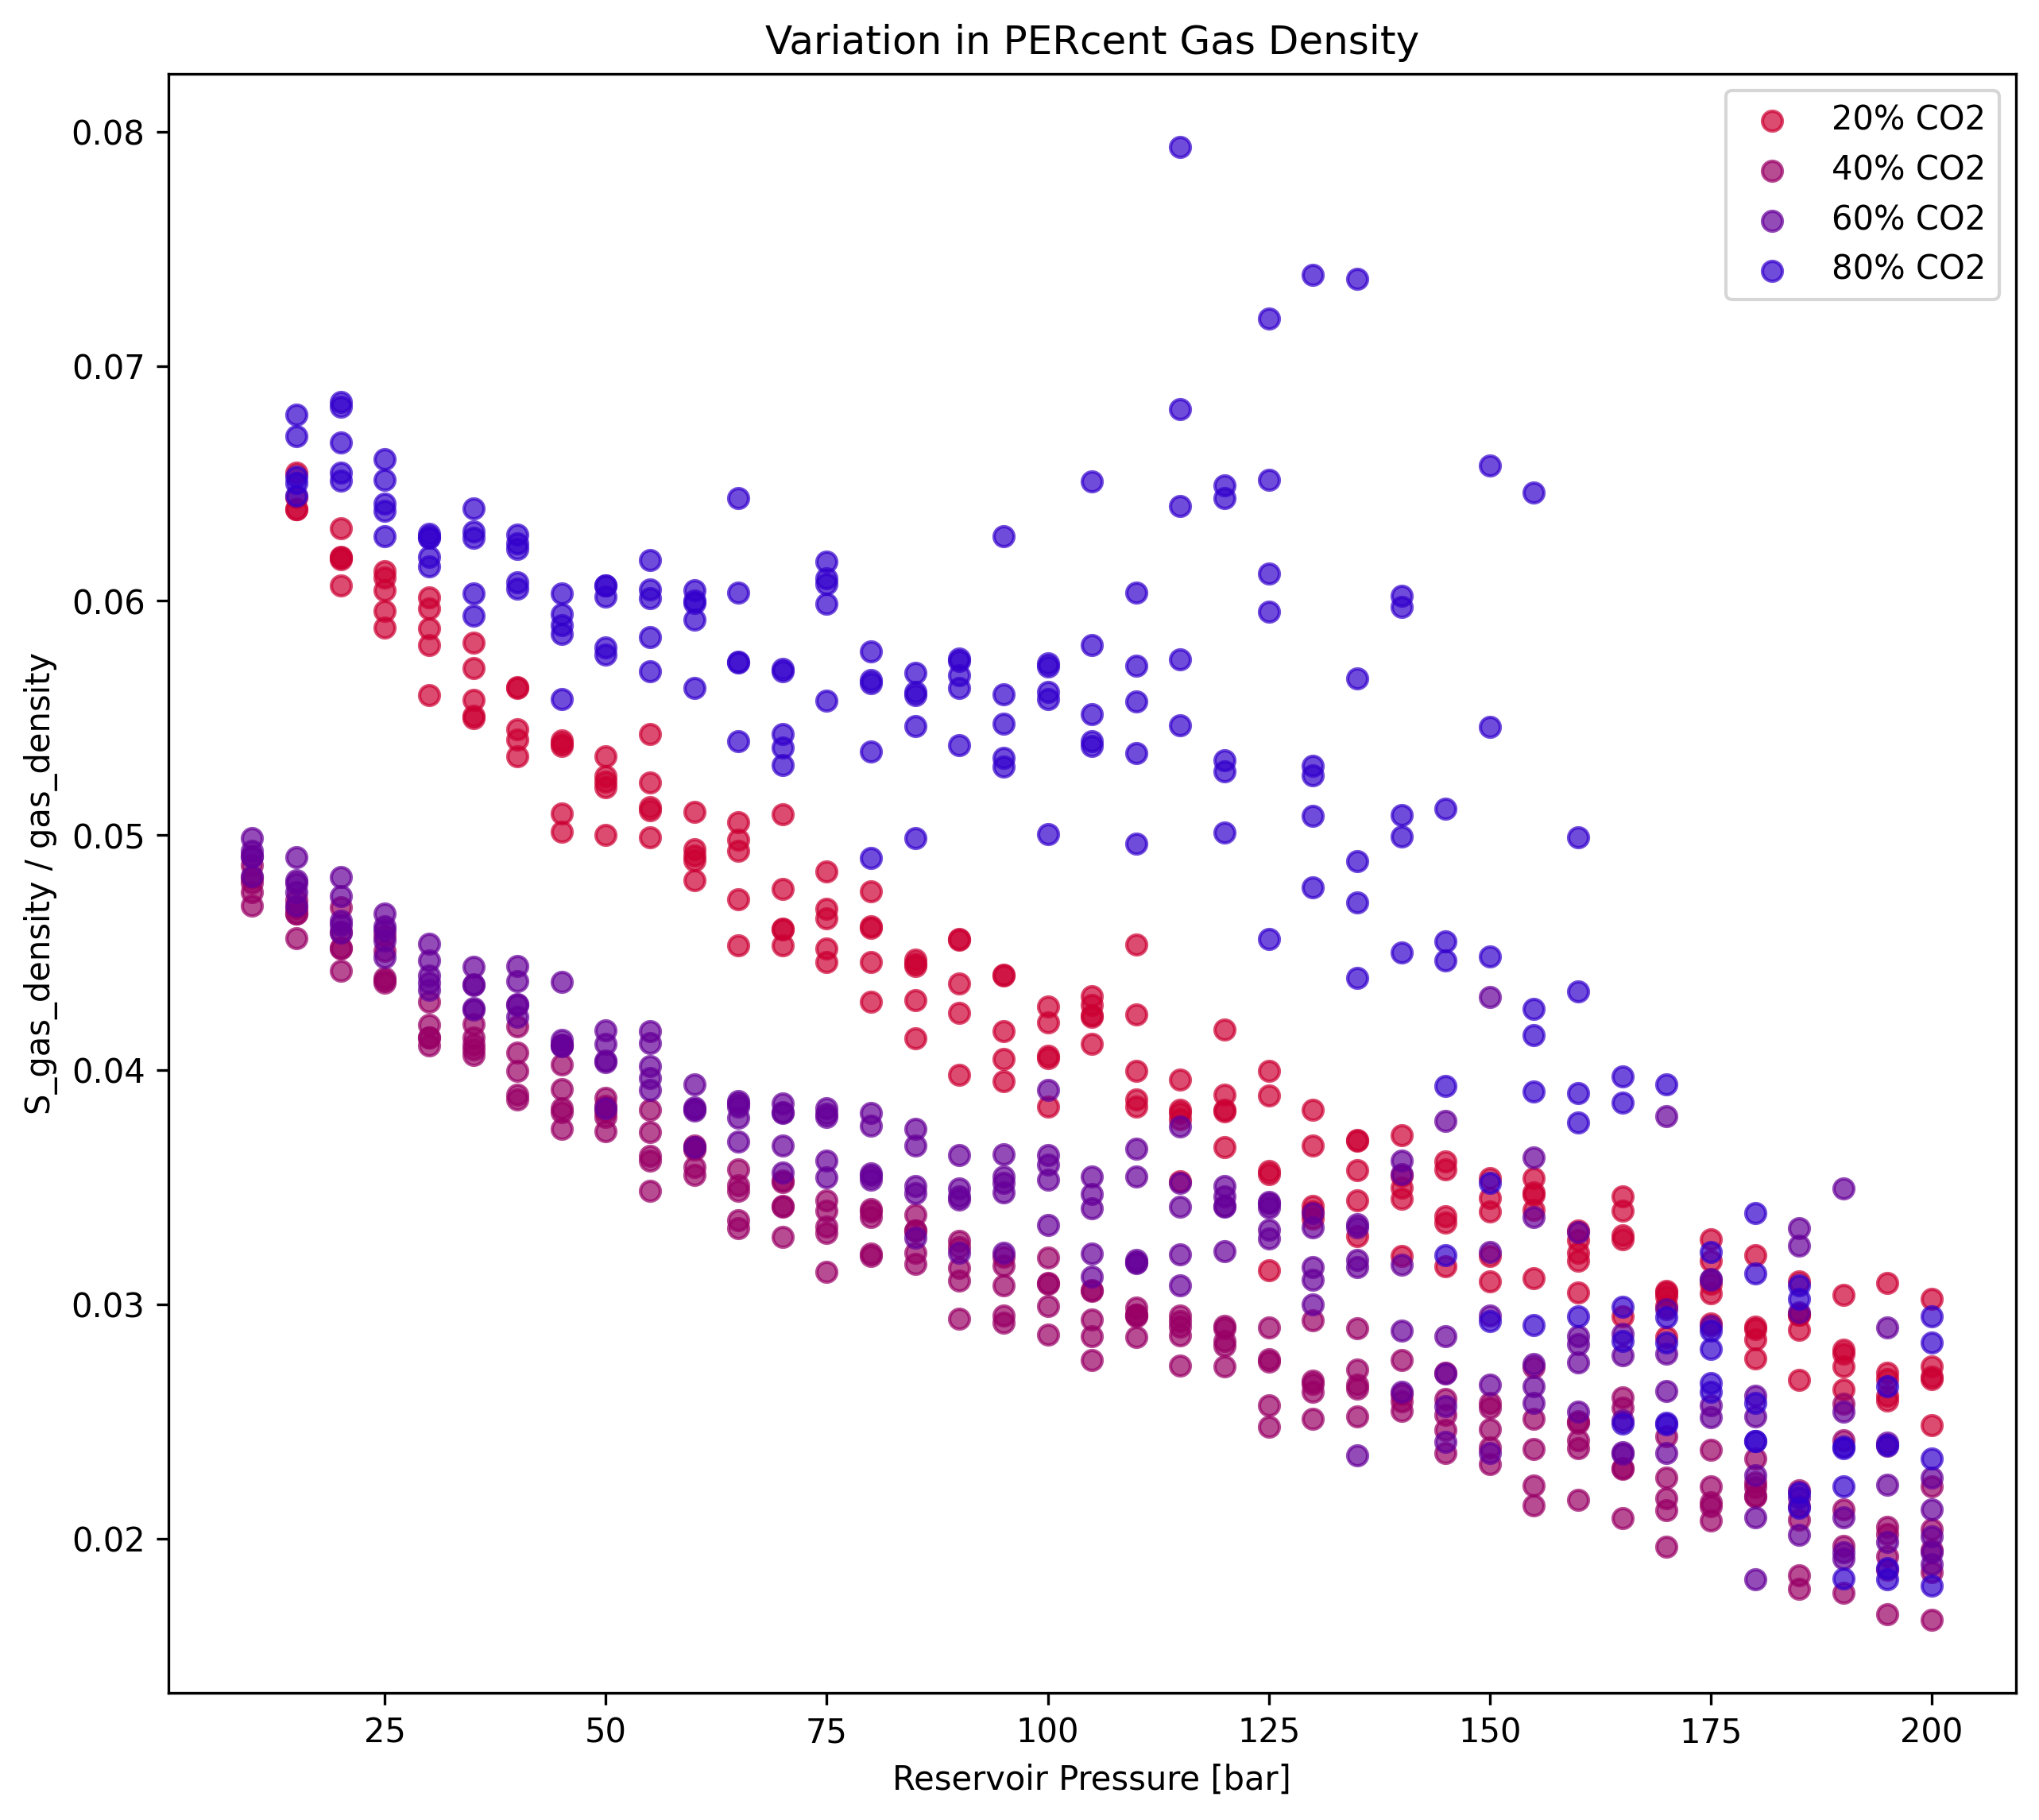 Variation in PERcent Gas Density
20% CO2
40% CO2
60% CO2
80% CO2
0.08
0.07
0.06
0.05
0.04
0.03
0.02
S_gas_density / gas_density
25
50
75
100
125
150
175
200
Reservoir Pressure [bar]